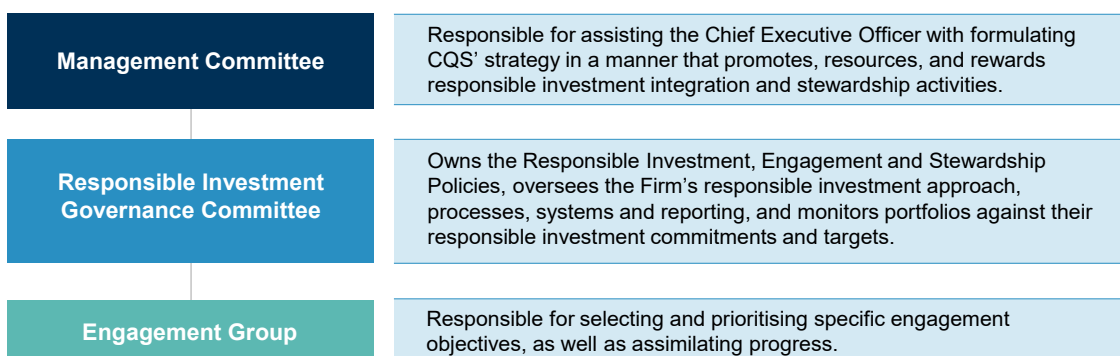 Management Committee
Responsible for assisting the Chief Executive Officer with formulating
CQS’ strategy in a manner that promotes, resources, and rewards
responsible investment integration and stewardship activities.
Responsible Investment
Governance Committee
Owns the Responsible Investment, Engagement and Stewardship
Policies, oversees the Firm’s responsible investment approach,
processes, systems and reporting, and monitors portfolios against their
responsible investment commitments and targets.
Engagement Group
Responsible for selecting and prioritising specific engagement
objectives, as well as assimilating progress.